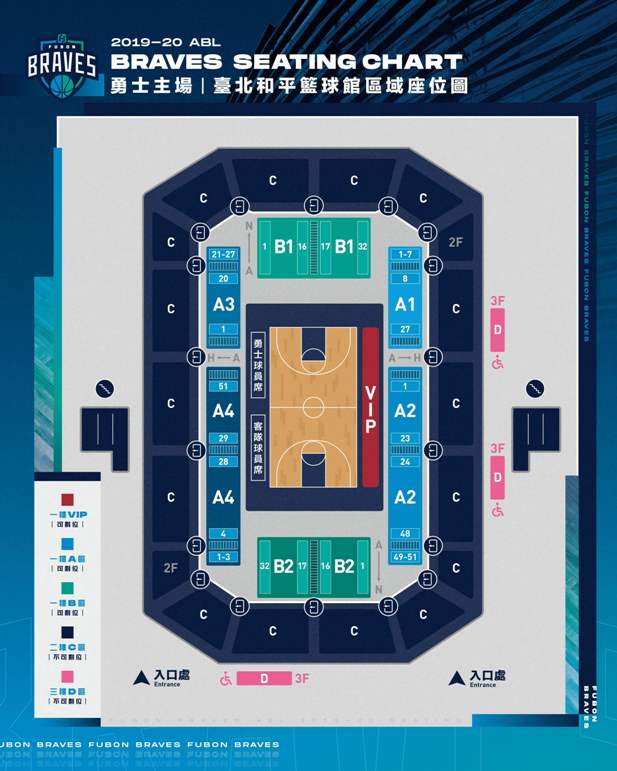 FUBON
BRAVES
2019-20 ABL
BRAVES SEATING CHART
勇士主場 | 臺北和平籃球館區域座位圖
C
C
C
C
C
C
2F
N
A
1 B1 16 17 B1 32
21-27
20
A3
1
1-7
8
A1
27
C
C
H A
A H
勇士球員席
客隊球員席
VIP
3F
D
51
A4
29
28
A4
4
1-3
1
A2
23
24
A2
48
49-51
C
C
C
C
3F
D
2F
C
32 B2 17 16 B2 1
A
N
C
C
C
C
一樓VIP
| 可劃位 |
一樓A區
| 可劃位 |
一樓B區
| 可劃位 |
二樓C區
| 不可劃位 |
三樓D區
| 不可劃位 |
入口處
Entrance
D 3F
入口處
Entrance
FUBON BRAVES FUBON BRAVES FUBON BRAVES
FUBON BRAVES FUBON BRAVES FUBON BRAVES
FUBON
BRAVES